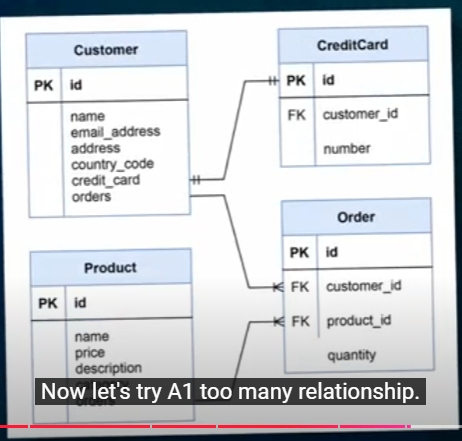 Customer
PK id
name
email_address
address
country_code
credit_card
orders
CreditCard
PK id
FK customer_id
number
Product
PK id
name
price
description
Order
PK id
FK customer_id
FK product_id
quantity
Now let's try A1 too many relationship.